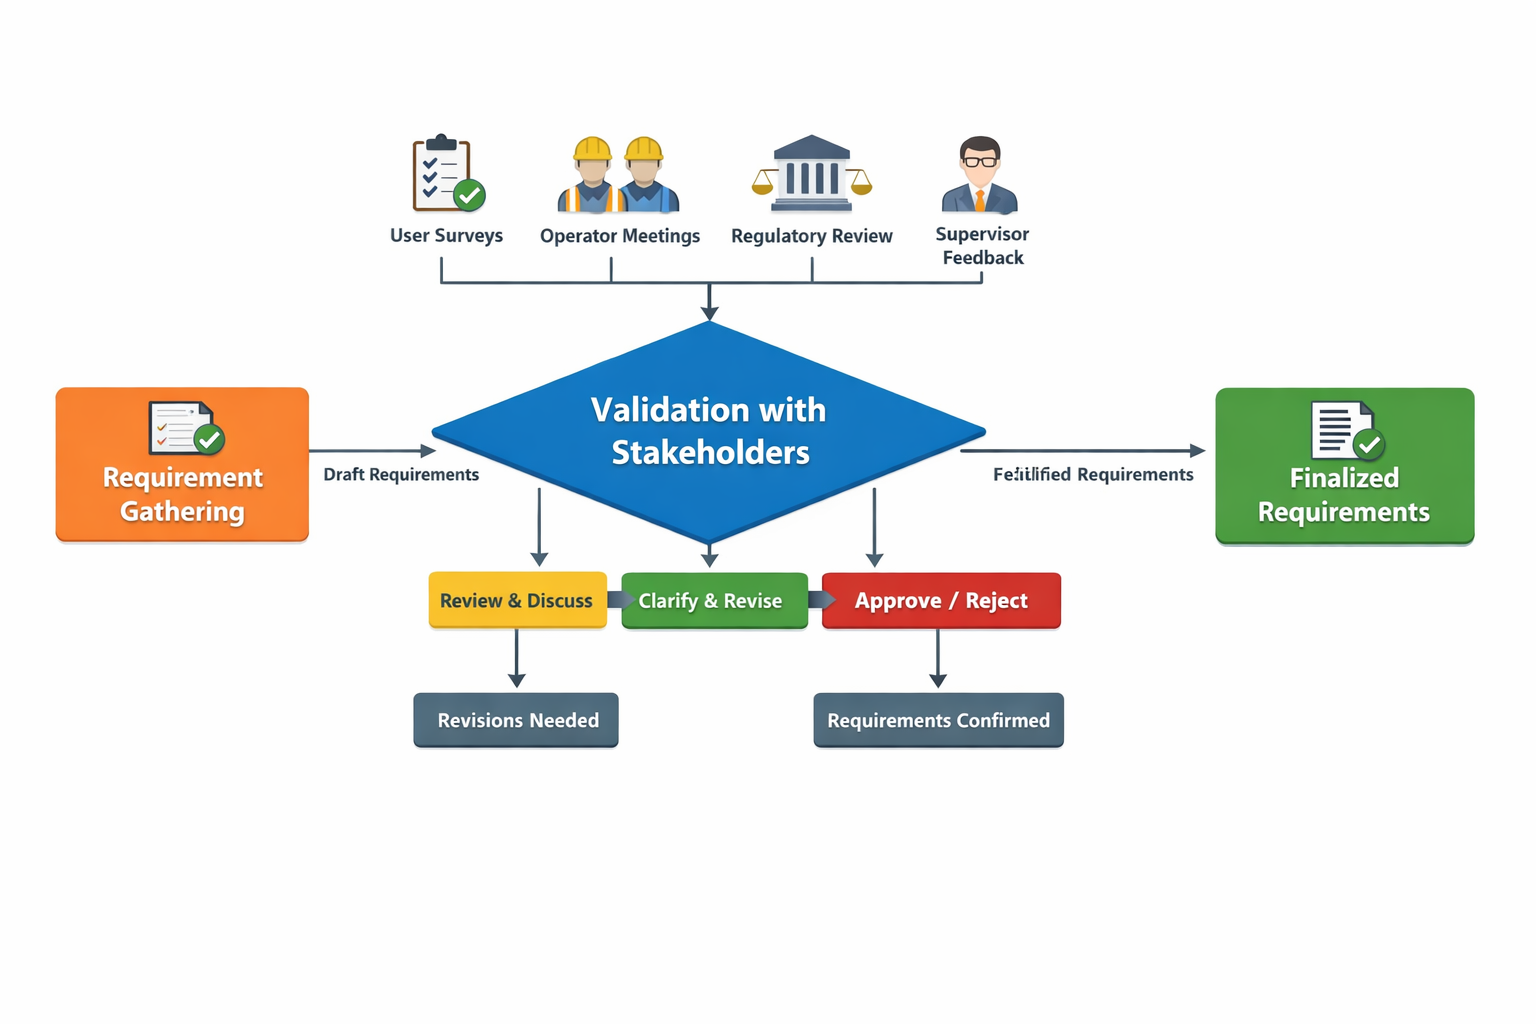 User Surveys
Operator Meetings
Regulatory Review
Supervisor
Feedback
Validation with
Stakeholders
Requirement
Gathering
Draft Requirements
Requirements
Finalized
Requirements
Review & Discuss
Clarify & Revise
Approve / Reject
Revisions Needed
Requirements Confirmed